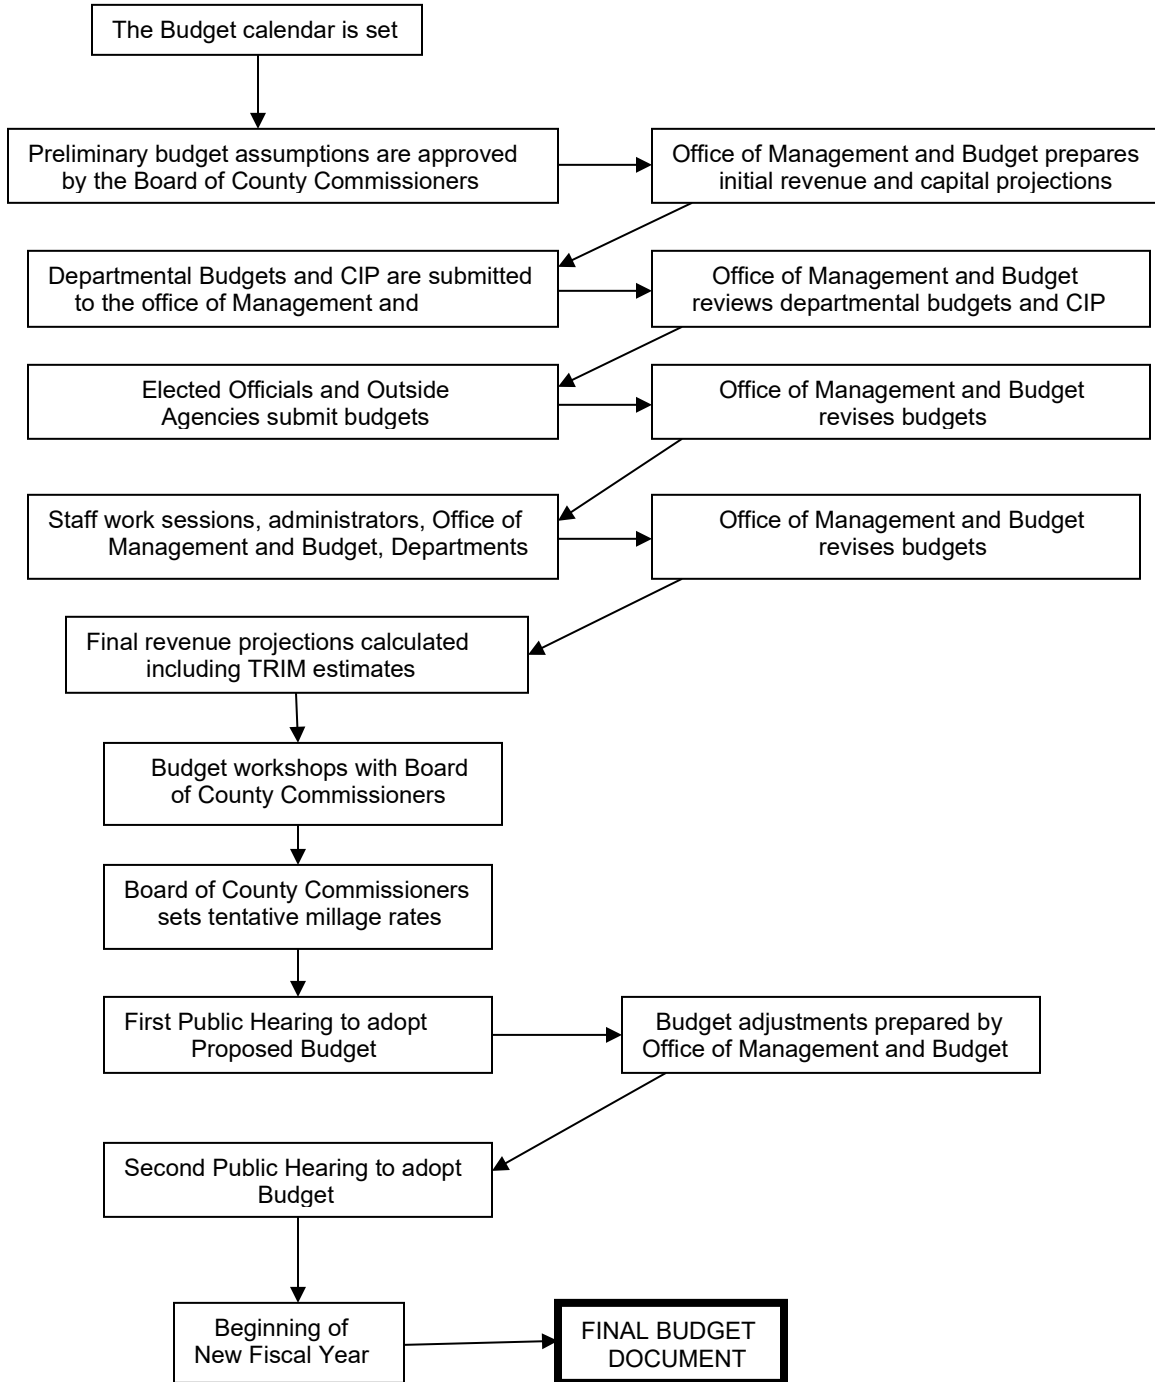 The Budget calendar is set
Preliminary budget assumptions are approved
by the Board of County Commissioners
Office of Management and Budget prepares
initial revenue and capital projections
Departmental Budgets and CIP are submitted
to the office of Management and
Office of Management and Budget
reviews departmental budgets and CIP
Elected Officials and Outside
Agencies submit budgets
Office of Management and Budget
revises budgets
Staff work sessions, administrators, Office of
Management and Budget, Departments
Office of Management and Budget
revises budgets
Final revenue projections calculated
including TRIM estimates
Budget workshops with Board
of County Commissioners
Board of County Commissioners
sets tentative millage rates
First Public Hearing to adopt
Proposed Budget
Budget adjustments prepared by
Office of Management and Budget
Second Public Hearing to adopt
Budget
Beginning of
New Fiscal Year
FINAL BUDGET
DOCUMENT